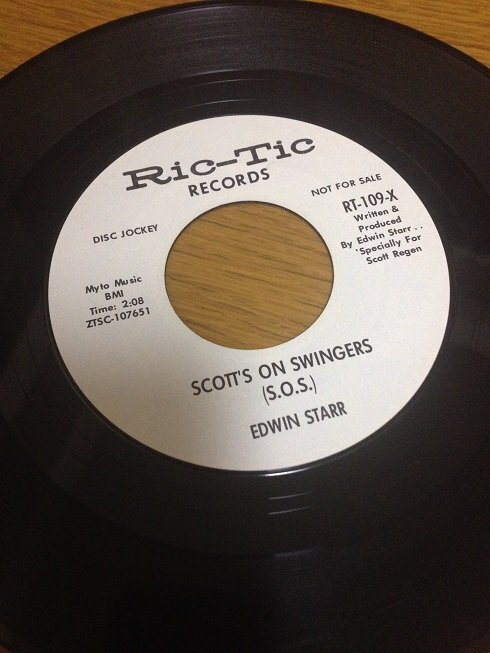 Ric-Tic
RECORDS
NOT FOR SALE
DISC JOCKEY
RT-109-X
Written &
Produced
By Edwin Starr . .
'Specially For
Scott Regen
Myto Music
BMI
Time: 2:08
ZTSC-107651
SCOTT'S ON SWINGERS
(S.O.S.)
EDWIN STARR